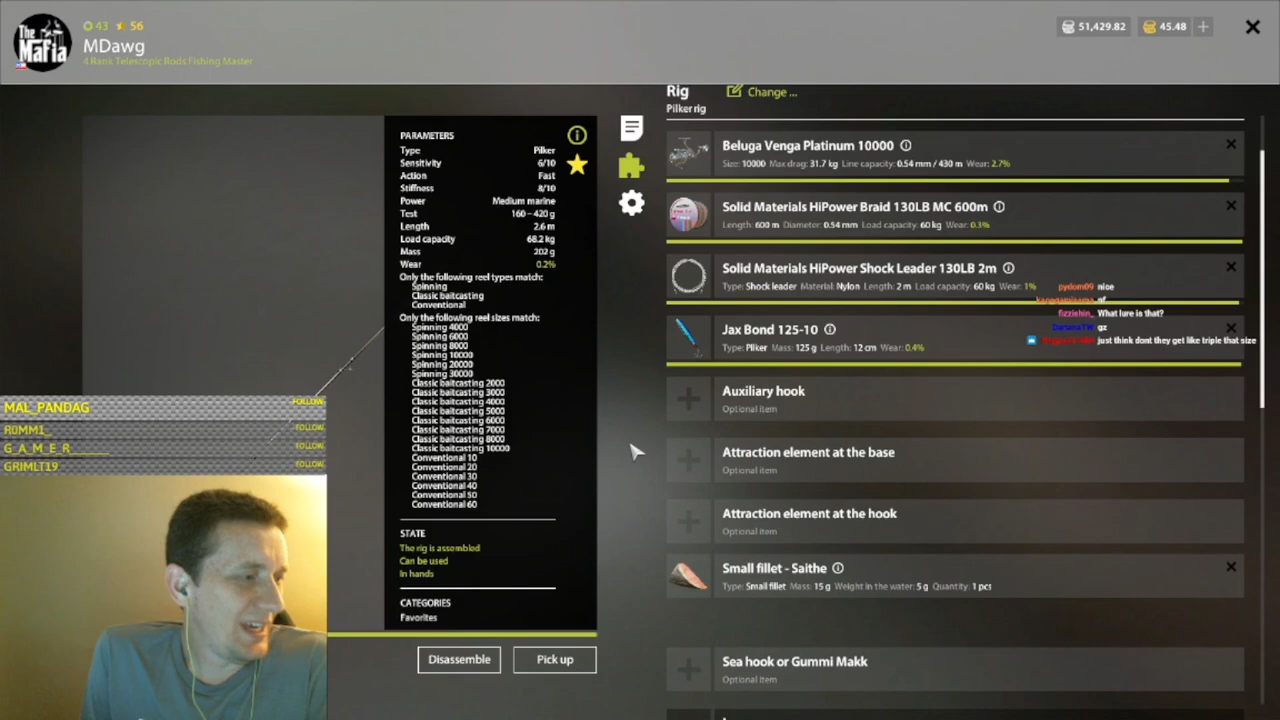 The Mafia
43 56
MDawg
4 Rank Telescopic Rods Fishing Master
51,429.82
45.48
Rig
Change ...
Pilker rig
PARAMETERS
Type Pilker
Sensitivity 6/10
Action Fast
Stiffness 8/10
Power Medium marine
Test 160 – 420 g
Length 2.6 m
Load capacity 68.2 kg
Mass 202 g
Wear 0.2%
Only the following reel types match:
Spinning
Classic baitcasting
Conventional
Only the following reel sizes match:
Spinning 4000
Spinning 6000
Spinning 8000
Spinning 10000
Spinning 20000
Spinning 30000
Classic baitcasting 2000
Classic baitcasting 3000
Classic baitcasting 4000
Classic baitcasting 5000
Classic baitcasting 6000
Classic baitcasting 7000
Classic baitcasting 8000
Classic baitcasting 10000
Conventional 10
Conventional 20
Conventional 30
Conventional 40
Conventional 50
Conventional 60
STATE
The rig is assembled
Can be used
In hands
CATEGORIES
Favorites
Disassemble
Pick up
Beluga Venga Platinum 10000
Size: 10000 Max drag: 31.7 kg Line capacity: 0.54 mm / 430 m Wear: 2.7%
Solid Materials HiPower Braid 130LB MC 600m
Length: 600 m Diameter: 0.54 mm Load capacity: 60 kg Wear: 0.3%
Solid Materials HiPower Shock Leader 130LB 2m
Type: Shock leader Material: Nylon Length: 2 m Load capacity: 60 kg Wear: 1%
Jax Bond 125-10
Type: Pilker Mass: 125 g Length: 12 cm Wear: 0.4%
pydom09 nice
nf
fizziehin_ What lure is that?
DartanaTW gz
just think dont they get like triple that size
Auxiliary hook
Optional item
Attraction element at the base
Optional item
Attraction element at the hook
Optional item
Small fillet - Saithe
Type: Small fillet Mass: 15 g Weight in the water: 5 g Quantity: 1 pcs
Sea hook or Gummi Makk
Optional item
MAL_PANDAG FOLLOW
R0MM1_ FOLLOW
G_A_M_E_R______ FOLLOW
GRIMLT19 FOLLOW